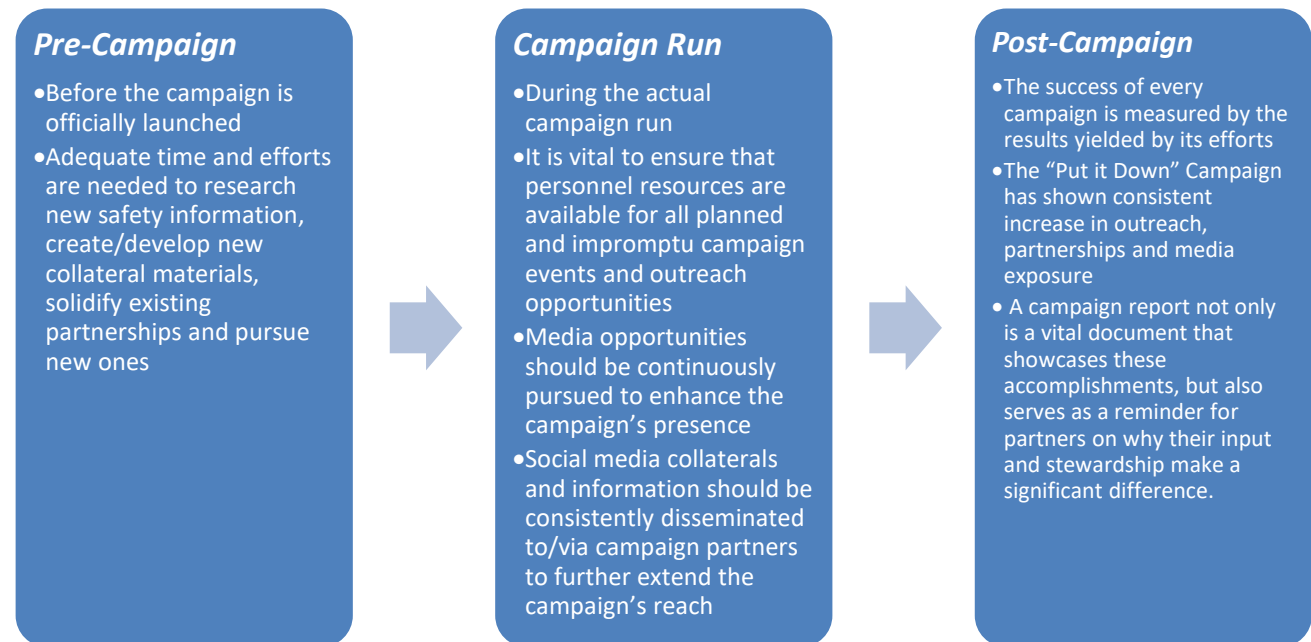 Pre-Campaign
•Before the campaign is
officially launched
•Adequate time and efforts
are needed to research
new safety information,
create/develop new
collateral materials,
solidify existing
partnerships and pursue
new ones
Campaign Run
•During the actual
campaign run
•It is vital to ensure that
personnel resources are
available for all planned
and impromptu campaign
events and outreach
opportunities
•Media opportunities
should be continuously
pursued to enhance the
campaign’s presence
•Social media collaterals
and information should be
consistently disseminated
to/via campaign partners
to further extend the
campaign’s reach
Post-Campaign
•The success of every
campaign is measured by the
results yielded by its efforts
•The “Put it Down” Campaign
has shown consistent
increase in outreach,
partnerships and media
exposure
• A campaign report not only
is a vital document that
showcases these
accomplishments, but also
serves as a reminder for
partners on why their input
and stewardship make a
significant difference.